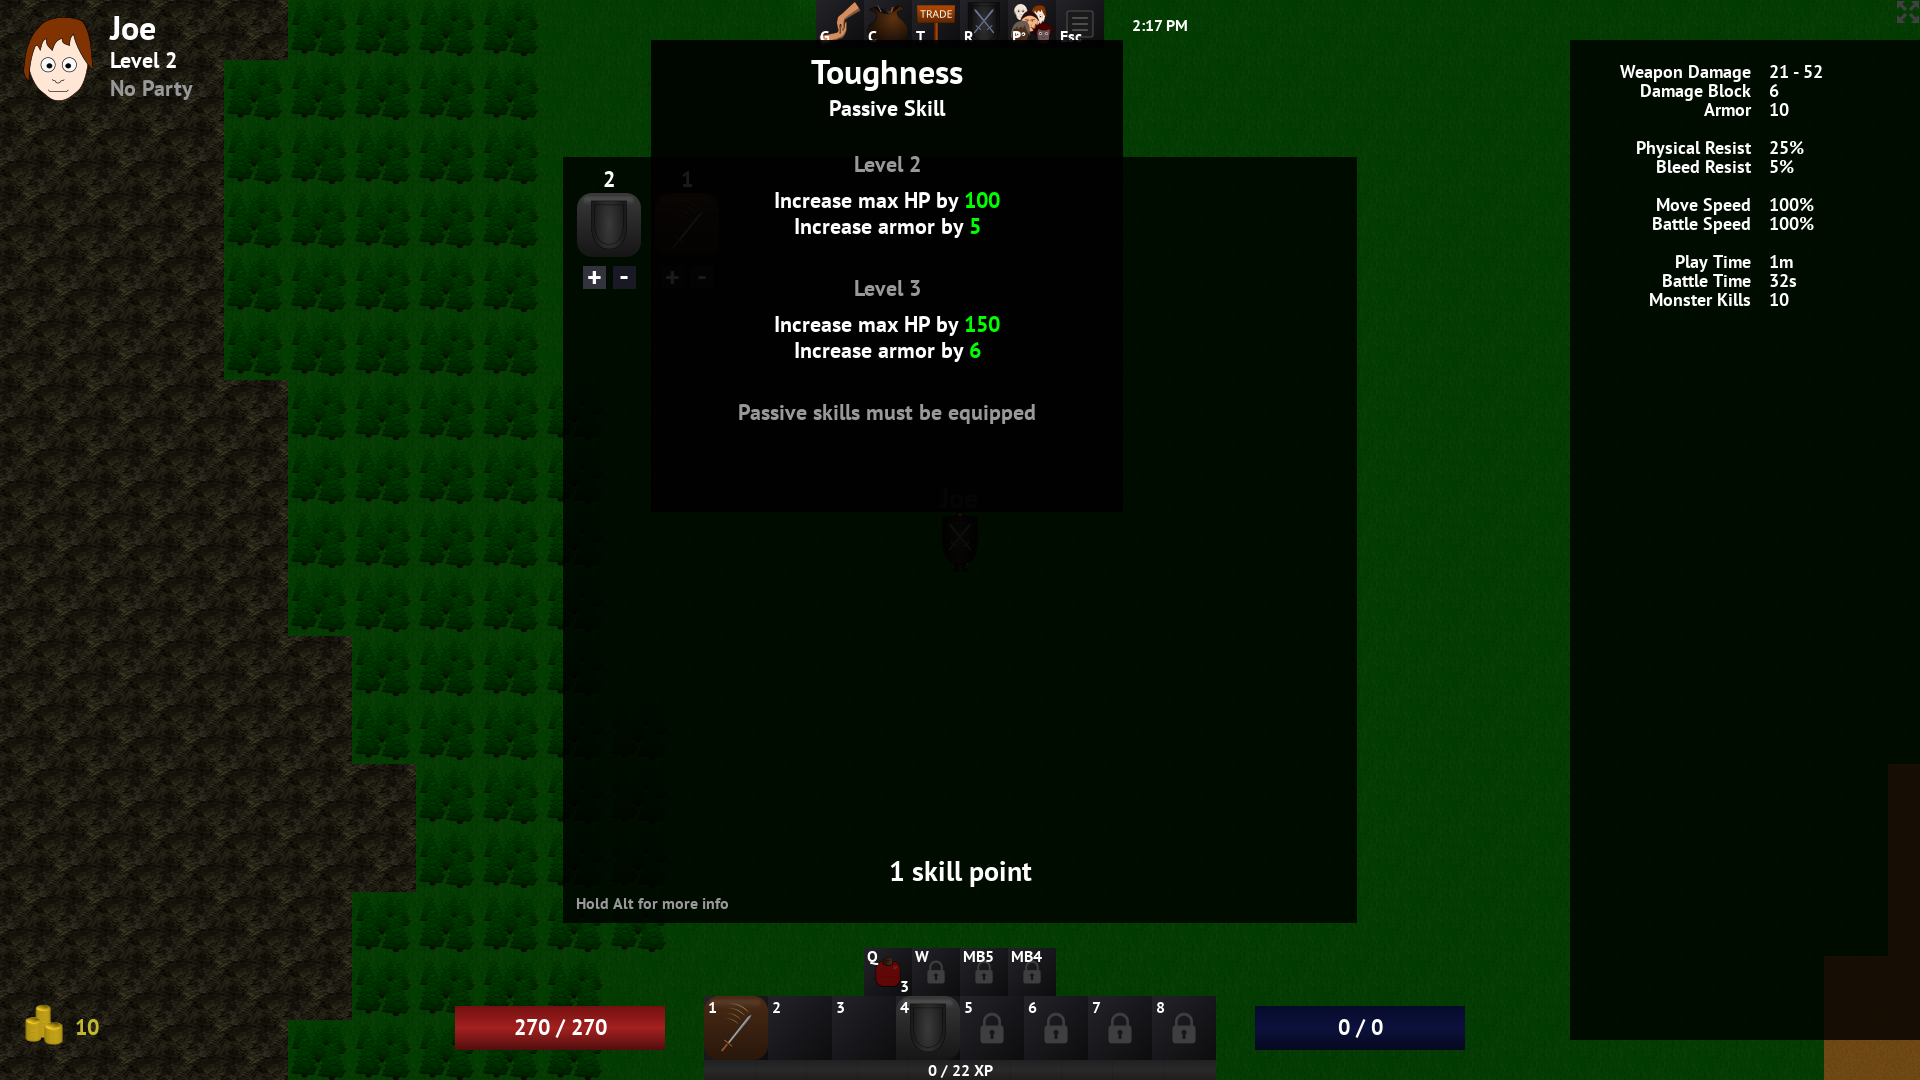 Joe
Level 2
No Party
G
C
TRADE
T
R
P
Esc
2:17 PM
Toughness
Passive Skill
Level 2
Increase max HP by 100
Increase armor by 5
Level 3
Increase max HP by 150
Increase armor by 6
Passive skills must be equipped
2
1
+ -
+ -
Joe
1 skill point
Hold Alt for more info
Weapon Damage 21 - 52
Damage Block 6
Armor 10
Physical Resist 25%
Bleed Resist 5%
Move Speed 100%
Battle Speed 100%
Play Time 1m
Battle Time 32s
Monster Kills 10
Q
3
W
MB5
MB4
10
270 / 270
1
2
3
4
5
6
7
8
0 / 0
0 / 22 XP